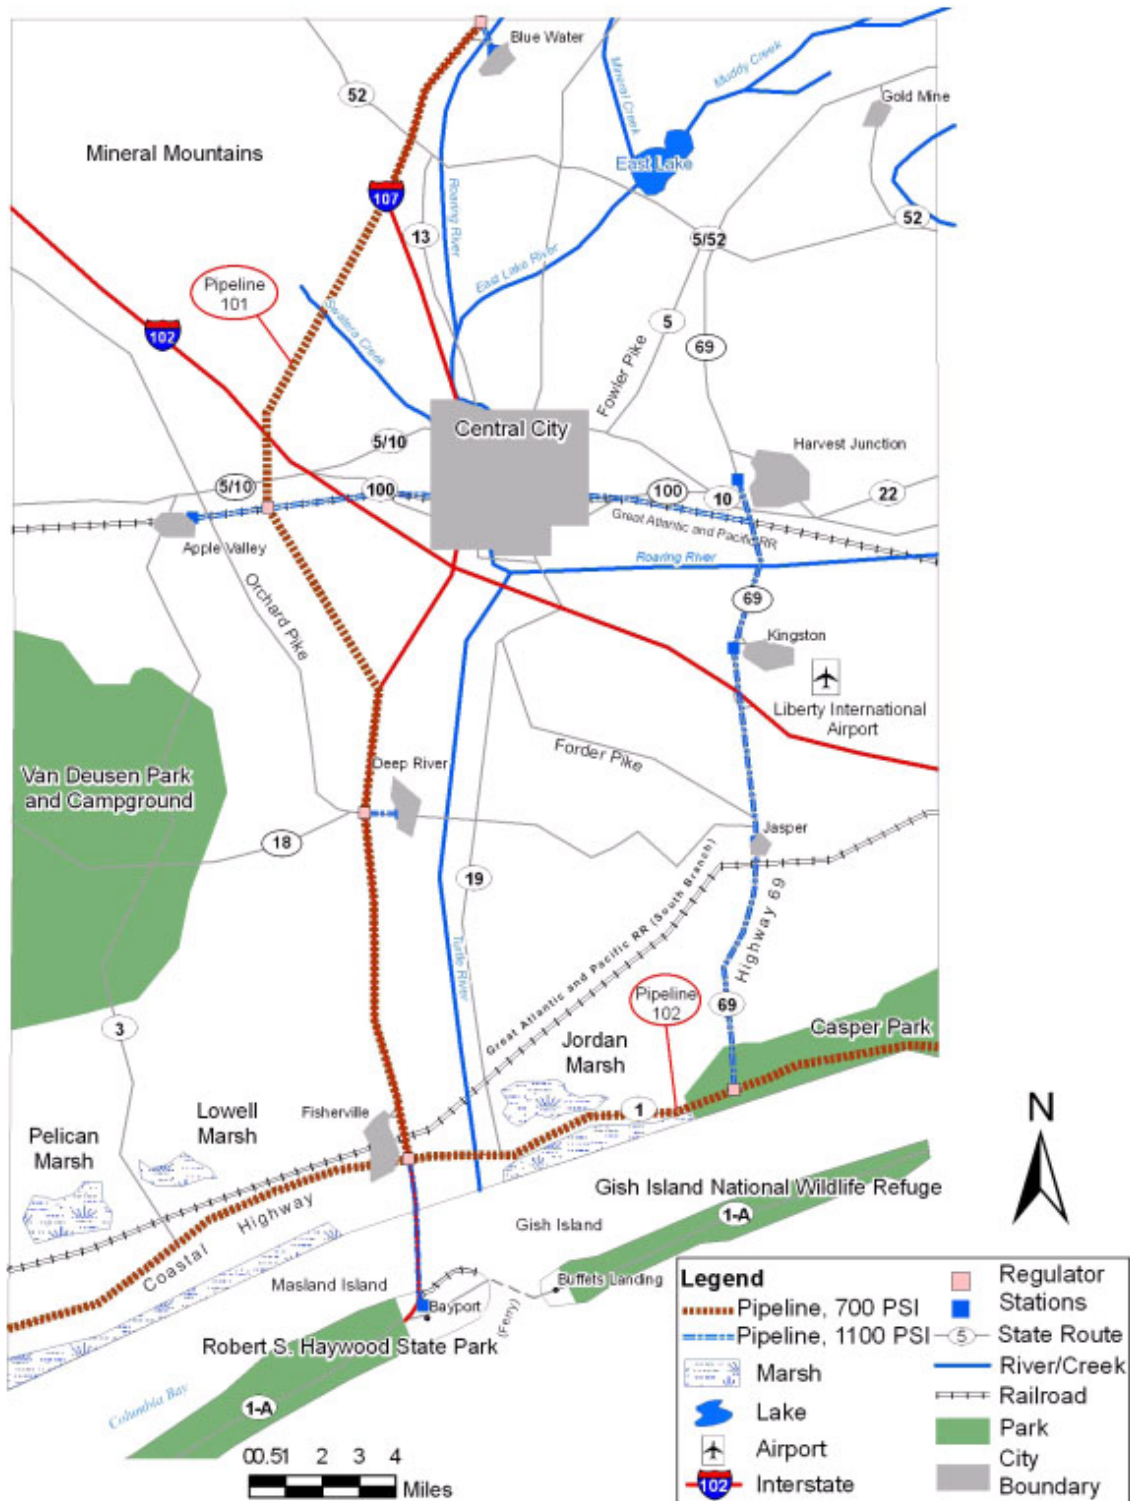 Blue Water
52
Mineral Creek
Muddy Creek
Gold Mine
Mineral Mountains
East Lake
107
Roaring River
13
52
5/52
East Lake River
Pipeline
101
Swatera Creek
102
5
69
Fowler Pike
Central City
5/10
Harvest Junction
5/10
100
100
10
22
Great Atlantic and Pacific RR
Apple Valley
Roaring River
Orchard Pike
69
Kingston
Liberty International
Airport
Forder Pike
Deep River
Van Deusen Park
and Campground
Jasper
18
19
Great Atlantic and Pacific RR (South Branch)
Highway 69
Turtle River
Pipeline
102
69
Casper Park
3
Jordan
Marsh
Lowell
Marsh
Fisherville
1
Pelican
Marsh
N
Coastal Highway
Gish Island National Wildlife Refuge
1-A
Gish Island
Masland Island
Buffets Landing
Bayport
(Ferry)
Robert S. Haywood State Park
Columbia Bay
1-A
00.51 2 3 4
Miles
Legend
Pipeline, 700 PSI
Pipeline, 1100 PSI
Marsh
Lake
Airport
102
Interstate
Regulator
Stations
5
State Route
River/Creek
Railroad
Park
City
Boundary